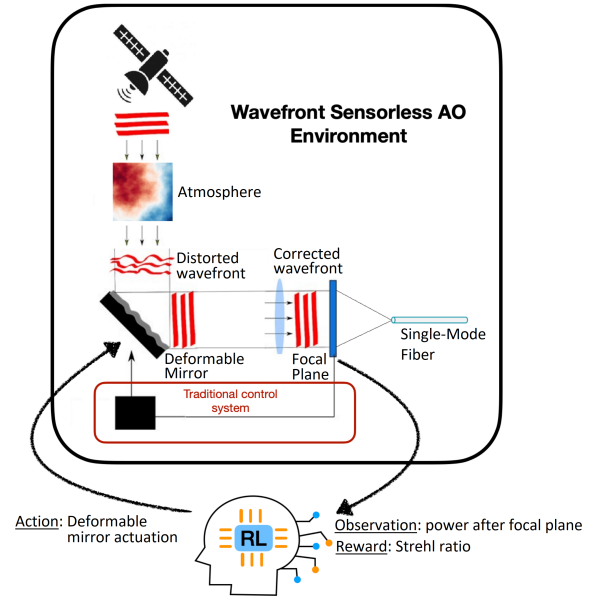 Wavefront Sensorless AO
Environment
Atmosphere
Distorted
wavefront
Corrected
wavefront
Deformable
Mirror
Focal
Plane
Single-Mode
Fiber
Traditional control
system
Action: Deformable
mirror actuation
RL
Observation: power after focal plane
Reward: Strehl ratio